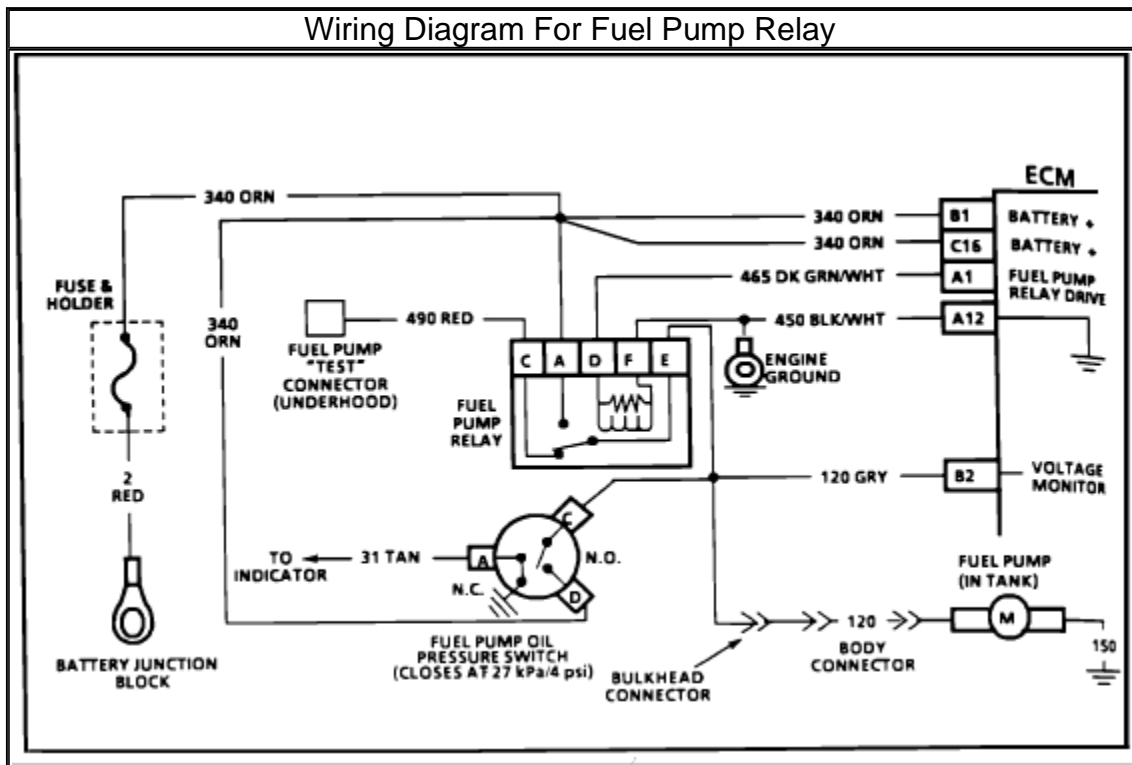 Wiring Diagram For Fuel Pump Relay
ECM
340 ORN
340 ORN
B1
BATTERY +
340 ORN
C16
BATTERY +
465 DK GRN/WHT
A1
FUEL PUMP
RELAY DRIVE
FUSE &
HOLDER
340
ORN
490 RED
450 BLK/WHT
A12
FUEL PUMP
"TEST"
CONNECTOR
(UNDERHOOD)
C
A
D
F
E
ENGINE
GROUND
FUEL
PUMP
RELAY
2
RED
120 GRY
B2
VOLTAGE
MONITOR
C
TO
INDICATOR
31 TAN
A
N.O.
N.C.
D
FUEL PUMP
(IN TANK)
M
120
BODY
CONNECTOR
150
BATTERY JUNCTION
BLOCK
FUEL PUMP OIL
PRESSURE SWITCH
(CLOSES AT 27 kPa/4 psi)
BULKHEAD
CONNECTOR